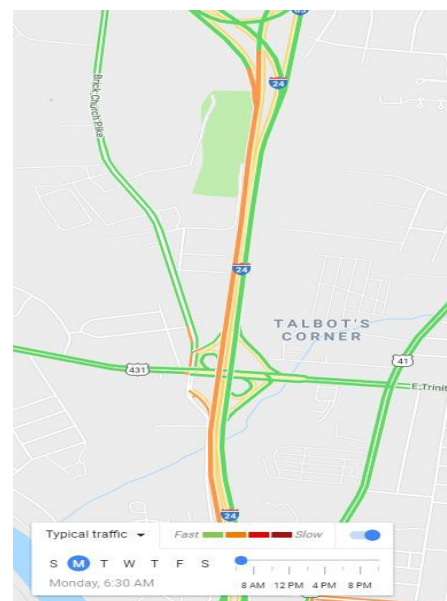 65
24
Brick Church Pike
24
TALBOT'S
CORNER
41
431
E Trinit
24
Typical traffic
Fast
Slow
S M T W T F S
Monday, 6:30 AM
8 AM 12 PM 4 PM 8 PM